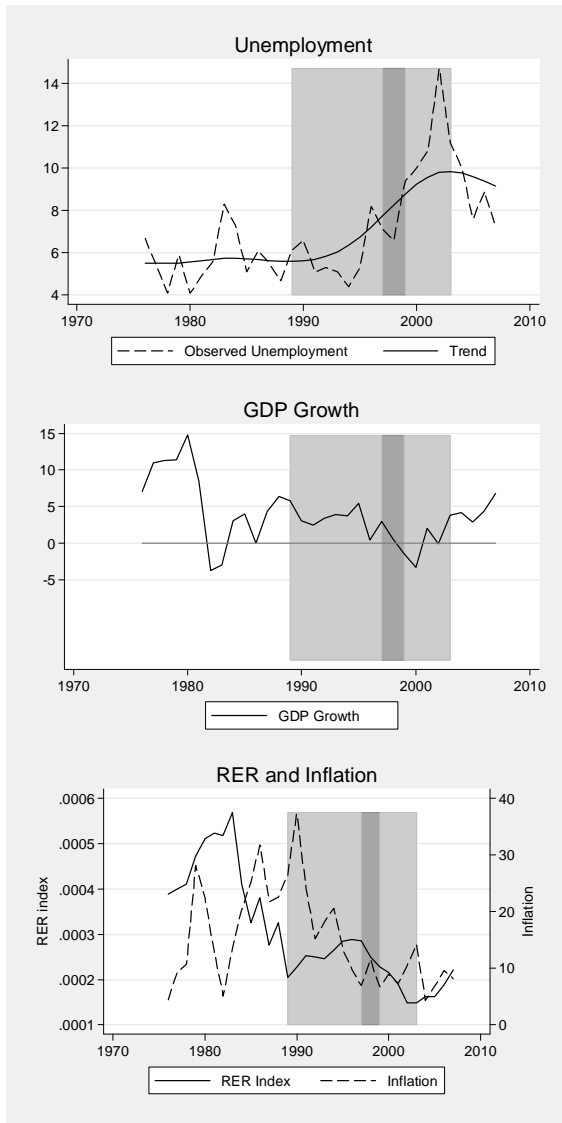 Unemployment
14
12
10
8
6
4
1970 1980 1990 2000 2010
Observed Unemployment Trend
GDP Growth
15
10
5
0
-5
1970 1980 1990 2000 2010
GDP Growth
RER and Inflation
.0006
.0005
.0004
.0003
.0002
.0001
RER index
40
30
20
10
0
Inflation
1970 1980 1990 2000 2010
RER Index Inflation